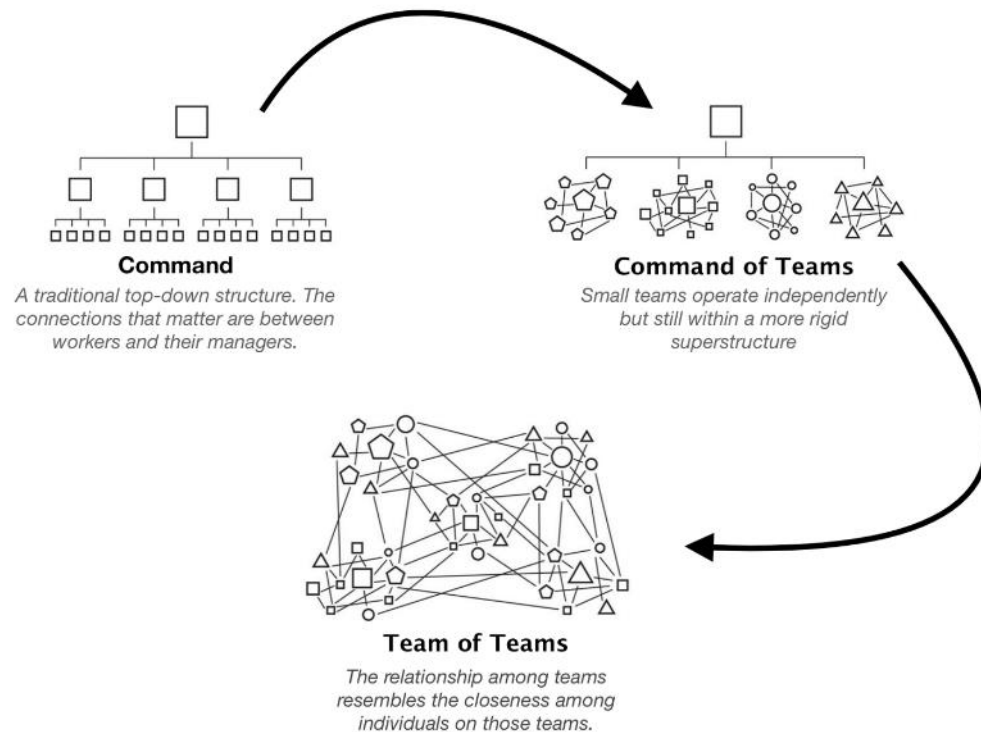 Command
A traditional top-down structure. The
connections that matter are between
workers and their managers.
Command of Teams
Small teams operate independently
but still within a more rigid
superstructure
Team of Teams
The relationship among teams
resembles the closeness among
individuals on those teams.